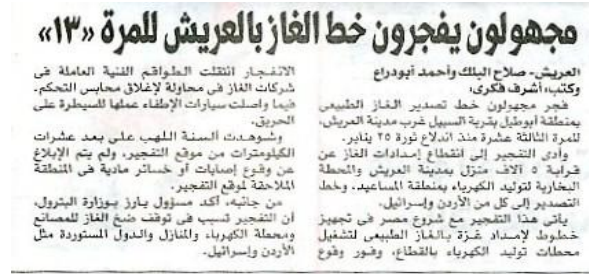 مجهولون يفجرون خط الغاز بالعريش للمرة «١٣»
العريش- صلاح البلك وأحمد أبودراع
وكتب، أشرف فكرى:
فجر مجهولون خط تصدير الغاز الطبيعى
بمنطقة أبوطبل بقرية السبيل غرب مدينة العريش،
للمرة الثالثة عشرة منذ اندلاع ثورة ٢٥ يناير.
وأدى التفجير إلى انقطاع إمدادات الغاز عن
قرابة ٥ آلاف منزل بمدينة العريش والمحطة
البخارية لتوليد الكهرباء بمنطقة المساعيد، وخط
التصدير إلى كل من الأردن وإسرائيل.
يأتى هذا التفجير مع شروع مصر فى تجهيز
خطوط لإمداد غزة بالغاز الطبيعى لتشغيل
محطات توليد الكهرباء بالقطاع، وفور وقوع
الانفجار انتقلت الطواقم الفنية العاملة فى
شركات الغاز فى محاولة لإغلاق محابس التحكم،
فيما واصلت سيارات الإطفاء عملها للسيطرة على
الحريق.
وشوهدت ألسنة اللهب على بعد عشرات
الكيلومترات من موقع التفجير، ولم يتم الإبلاغ
عن وقوع إصابات أو خسائر مادية فى المنطقة
الملاحقة لموقع التفجير.
من جانبه، أكد مسؤول بارز بوزارة البترول،
أن التفجير تسبب فى توقف ضخ الغاز للمصانع
ومحطة الكهرباء، والمنازل والدول المستوردة مثل
الأردن وإسرائيل.